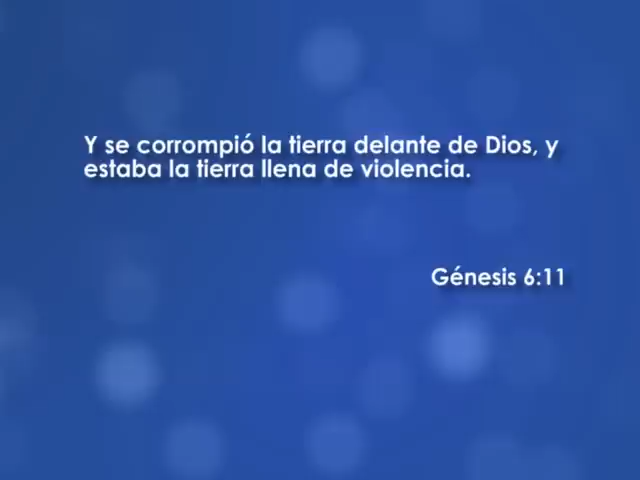 Y se corrompió la tierra delante de Dios, y
estaba la tierra llena de violencia.
Génesis 6:11